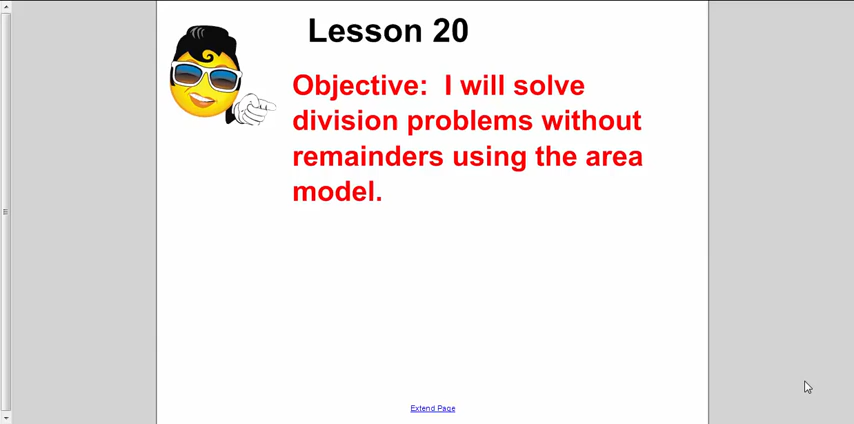 Lesson 20
Objective:  I will solve
division problems without
remainders using the area
model.
Extend Page